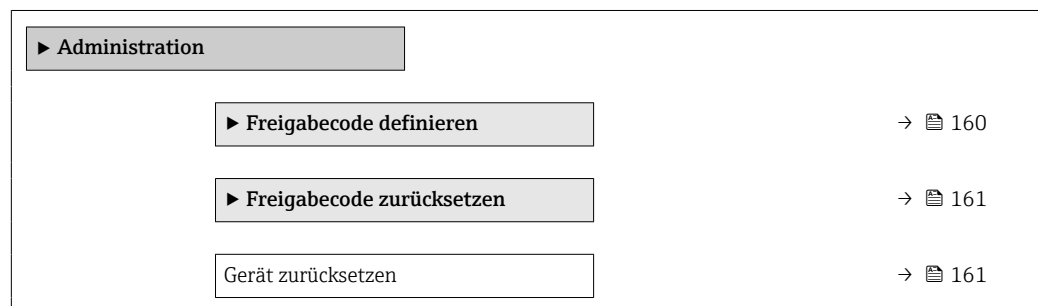 ▶ Administration
▶ Freigabecode definieren → 160
▶ Freigabecode zurücksetzen → 161
Gerät zurücksetzen → 161